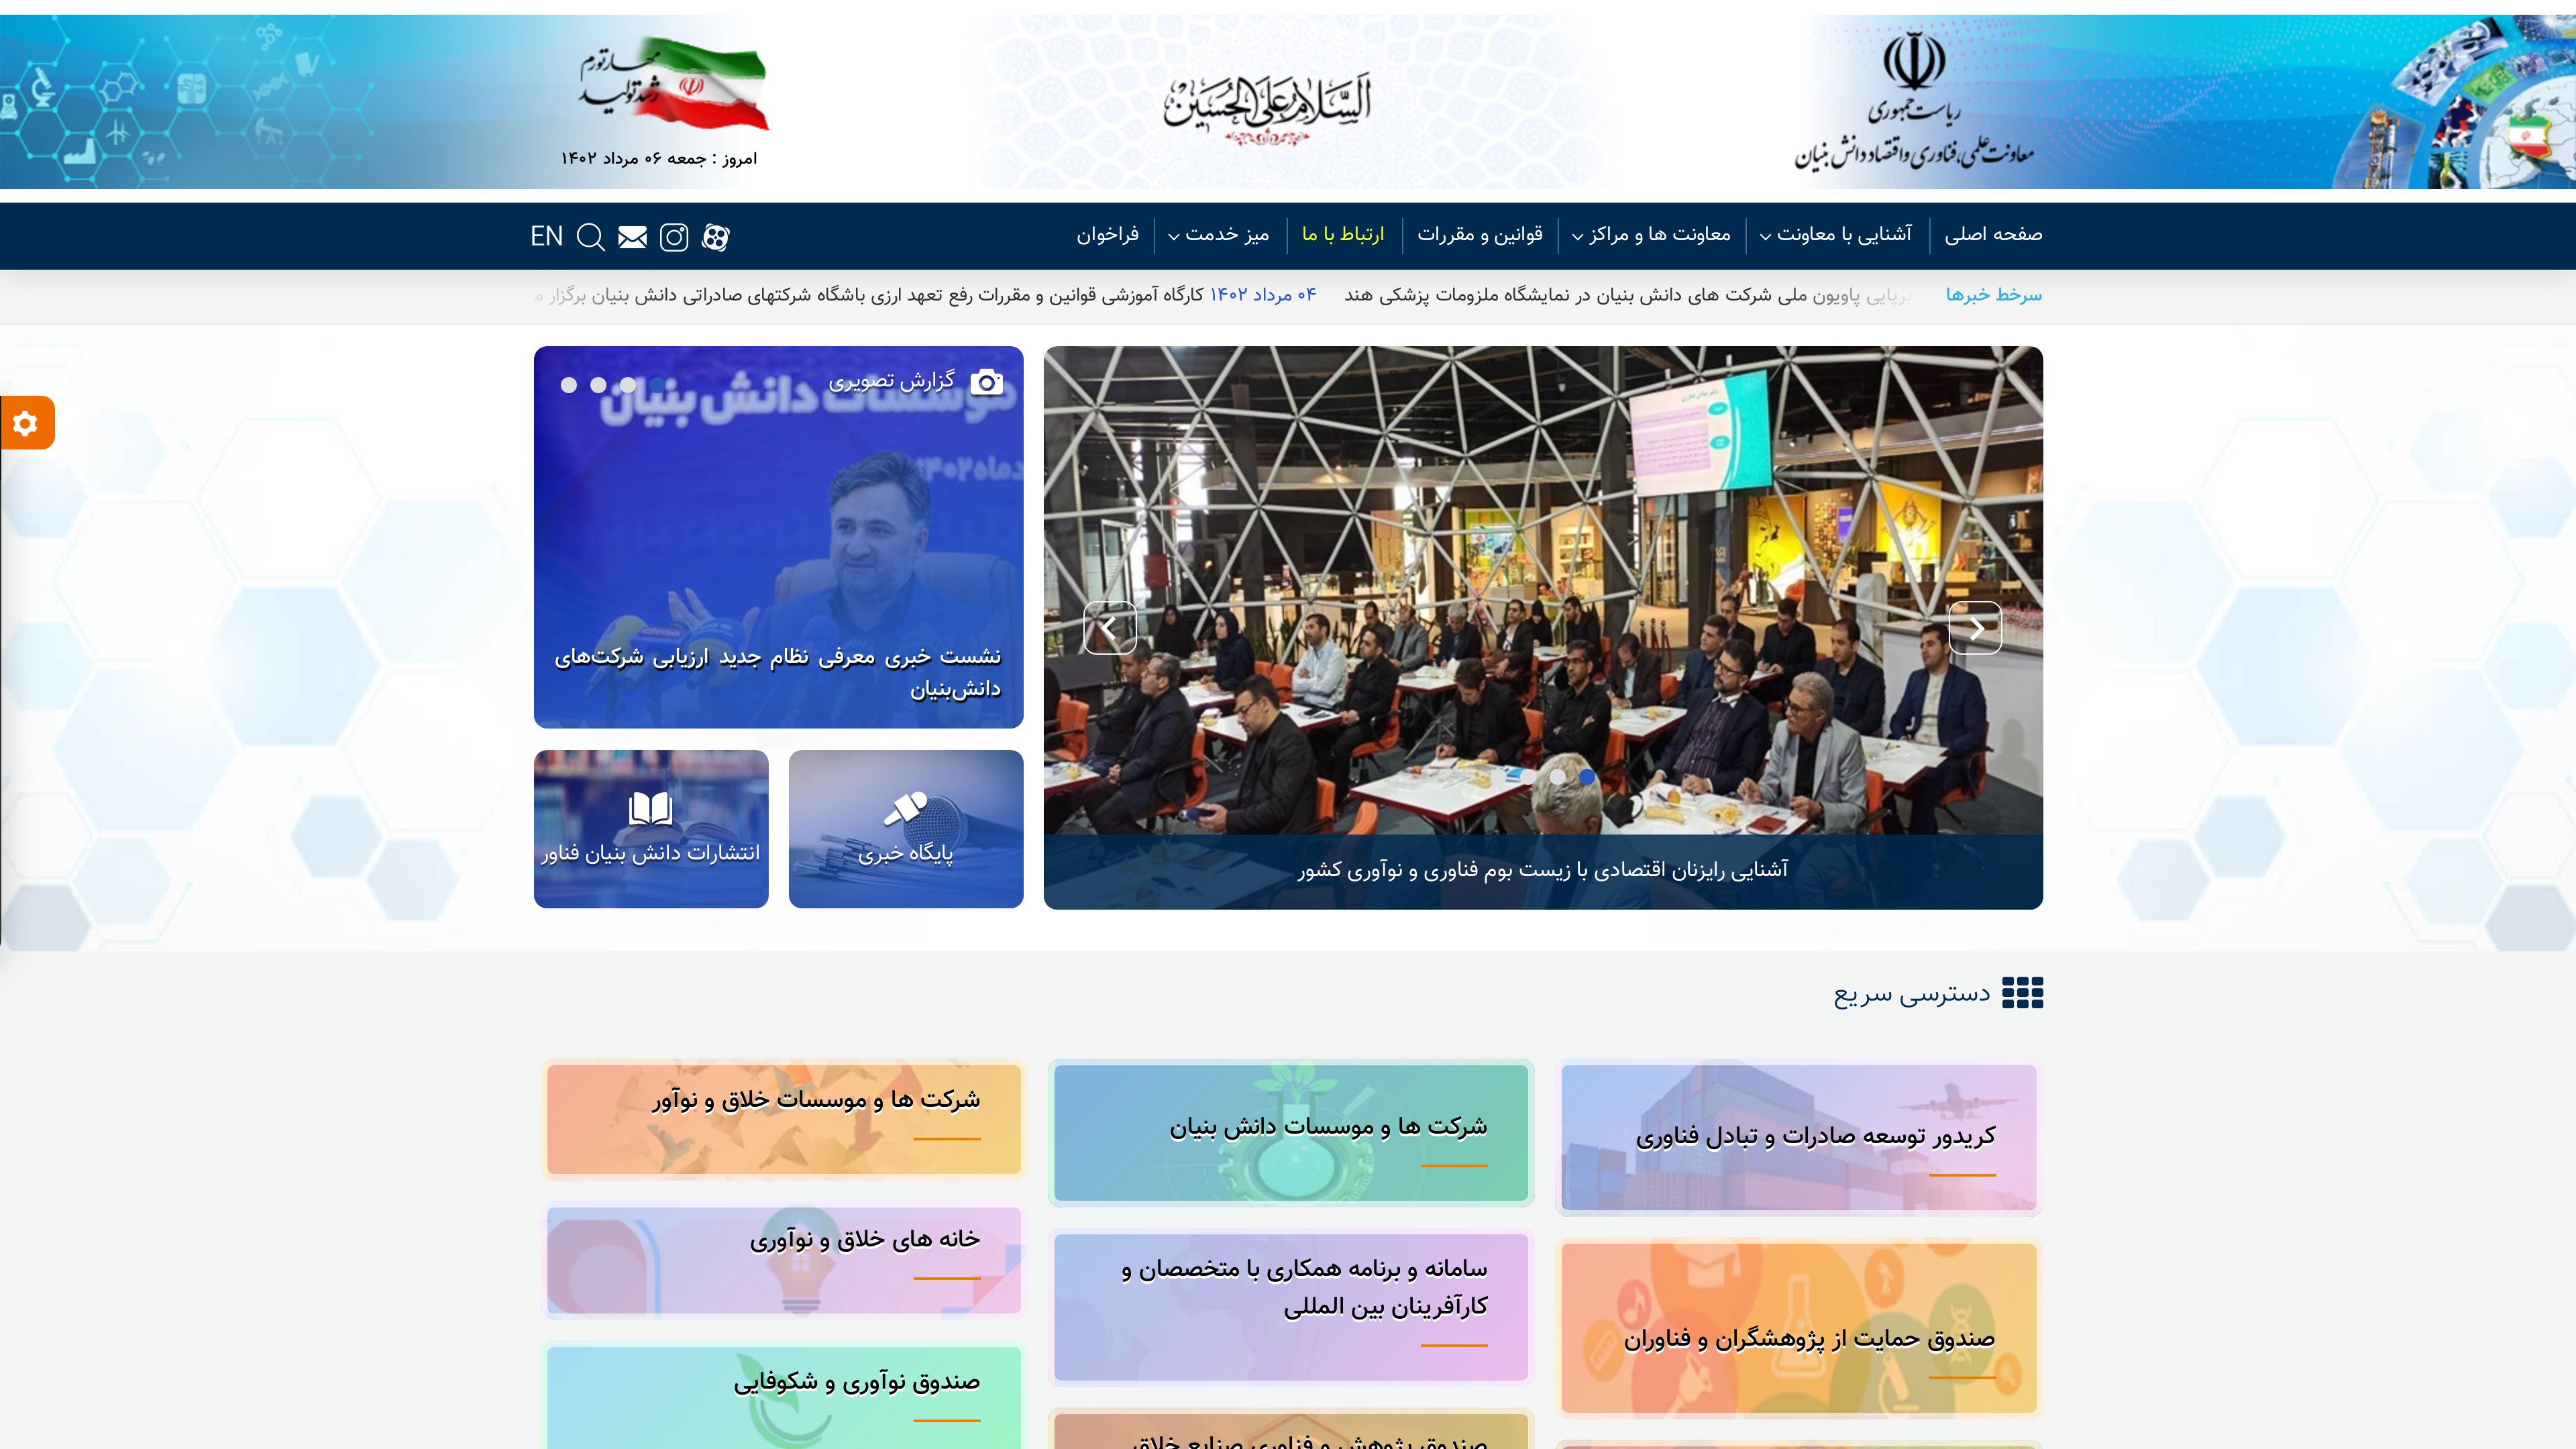 ریاست جمهوری
معاونت علمی، فناوری و اقتصاد دانش بنیان
السلام علی الحسین
مهار تورم
رشد تولید
امروز : جمعه ۰۶ مرداد ۱۴۰۲
صفحه اصلی
آشنایی با معاونت
معاونت ها و مراکز
قوانین و مقررات
ارتباط با ما
میز خدمت
فراخوان
EN
سرخط خبرها
برپایی پاویون ملی شرکت های دانش بنیان در نمایشگاه ملزومات پزشکی هند
۰۴ مرداد ۱۴۰۲ کارگاه آموزشی قوانین و مقررات رفع تعهد ارزی باشگاه شرکتهای صادراتی دانش بنیان برگزار
آشنایی رایزنان اقتصادی با زیست بوم فناوری و نوآوری کشور
گزارش تصویری
موسسات دانش بنیان
نشست خبری معرفی نظام جدید ارزیابی شرکت‌های
دانش‌بنیان
پایگاه خبری
انتشارات دانش بنیان فناور
دسترسی سریع
کریدور توسعه صادرات و تبادل فناوری
شرکت ها و موسسات دانش بنیان
شرکت ها و موسسات خلاق و نوآور
صندوق حمایت از پژوهشگران و فناوران
سامانه و برنامه همکاری با متخصصان و
کارآفرینان بین المللی
خانه های خلاق و نوآوری
صندوق نوآوری و شکوفایی
صندوق پژوهش و فناوری صنایع خلاق